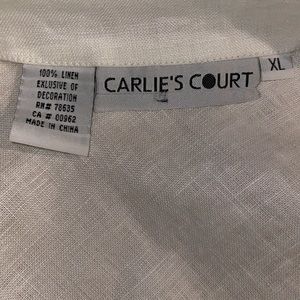 100% LINEN
EXCLUSIVE OF
DECORATION
RN# 78635
CA # 00962
MADE IN CHINA
CARLIE'S COURT
XL